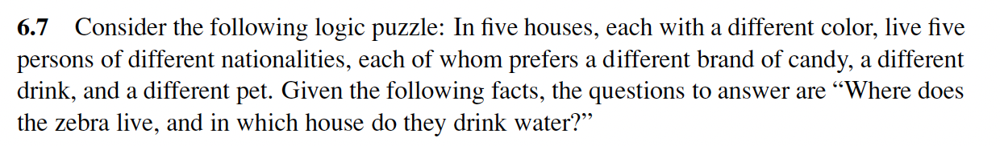 6.7 Consider the following logic puzzle: In five houses, each with a different color, live five
persons of different nationalities, each of whom prefers a different brand of candy, a different
drink, and a different pet. Given the following facts, the questions to answer are “Where does
the zebra live, and in which house do they drink water?”